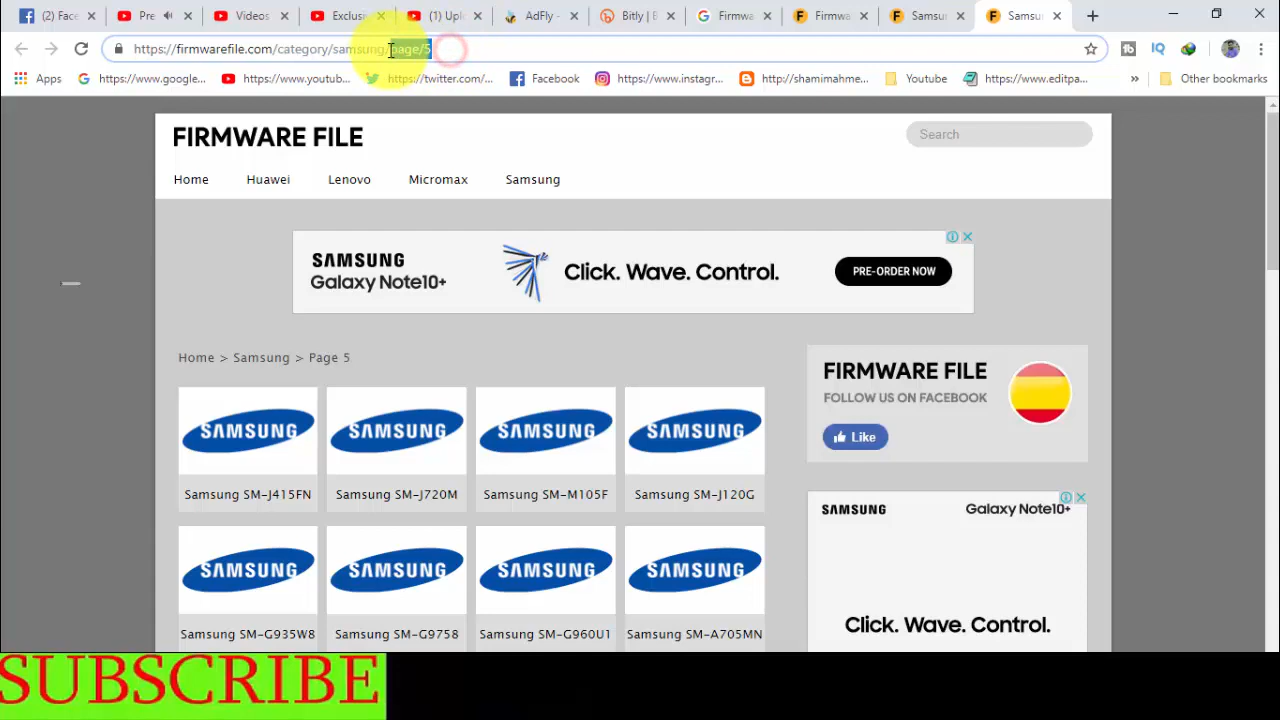 (2) Face
Pre
Videos
Exclus
(1) Uplo
AdFly -
Bitly | B
Firmw
Firmw
Samsu
Samsu
https://firmwarefile.com/category/samsung/page/5
Apps
https://www.google...
https://www.youtub...
https://twitter.com/...
Facebook
https://www.instagr...
http://shamimahme...
Youtube
https://www.editpa...
»
Other bookmarks
FIRMWARE FILE
Search
Home
Huawei
Lenovo
Micromax
Samsung
SAMSUNG
Galaxy Note10+
Click. Wave. Control.
PRE-ORDER NOW
Home > Samsung > Page 5
SAMSUNG
SAMSUNG
SAMSUNG
SAMSUNG
Samsung SM-J415FN
Samsung SM-J720M
Samsung SM-M105F
Samsung SM-J120G
SAMSUNG
SAMSUNG
SAMSUNG
SAMSUNG
Samsung SM-G935W8
Samsung SM-G9758
Samsung SM-G960U1
Samsung SM-A705MN
FIRMWARE FILE
FOLLOW US ON FACEBOOK
Like
SAMSUNG
Galaxy Note10+
Click. Wave. Control.
SUBSCRIBE